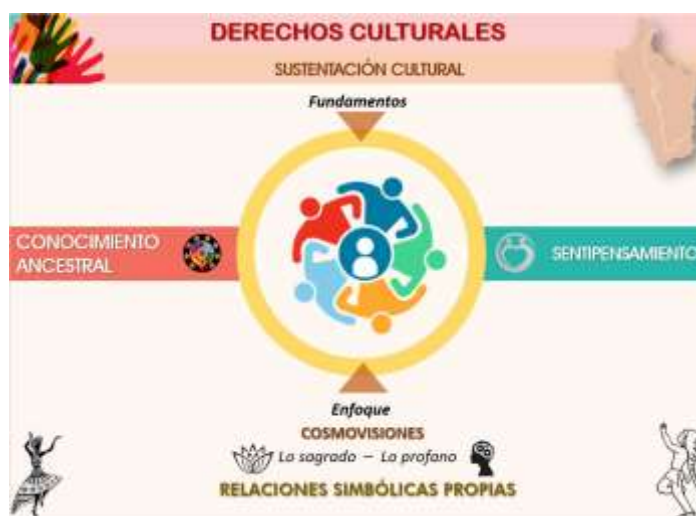 DERECHOS CULTURALES
SUSTENTACIÓN CULTURAL
Fundamentos
CONOCIMIENTO
ANCESTRAL
SENTIPENSAMIENTO
Enfoque
COSMOVISIONES
Lo sagrado – Lo profano
RELACIONES SIMBÓLICAS PROPIAS